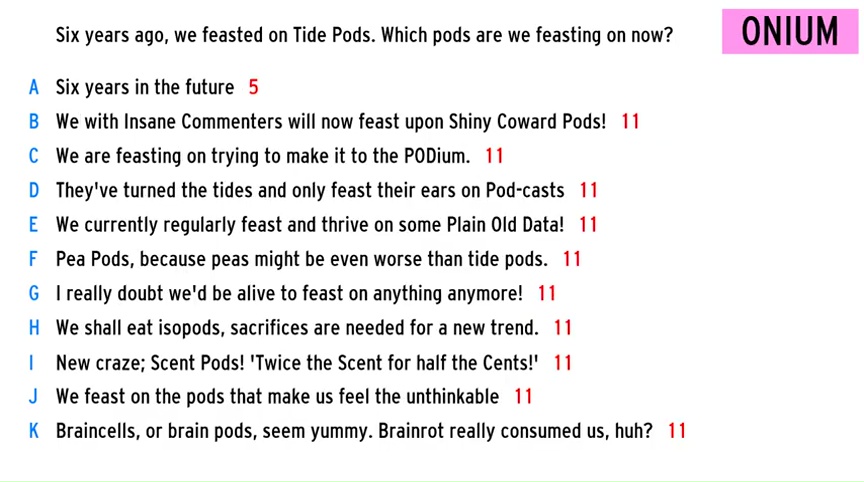 Six years ago, we feasted on Tide Pods. Which pods are we feasting on now?
ONIUM
A Six years in the future 5
B We with Insane Commenters will now feast upon Shiny Coward Pods! 11
C We are feasting on trying to make it to the PODium. 11
D They've turned the tides and only feast their ears on Pod-casts 11
E We currently regularly feast and thrive on some Plain Old Data! 11
F Pea Pods, because peas might be even worse than tide pods. 11
G I really doubt we'd be alive to feast on anything anymore! 11
H We shall eat isopods, sacrifices are needed for a new trend. 11
I New craze; Scent Pods! 'Twice the Scent for half the Cents!' 11
J We feast on the pods that make us feel the unthinkable 11
K Braincells, or brain pods, seem yummy. Brainrot really consumed us, huh? 11